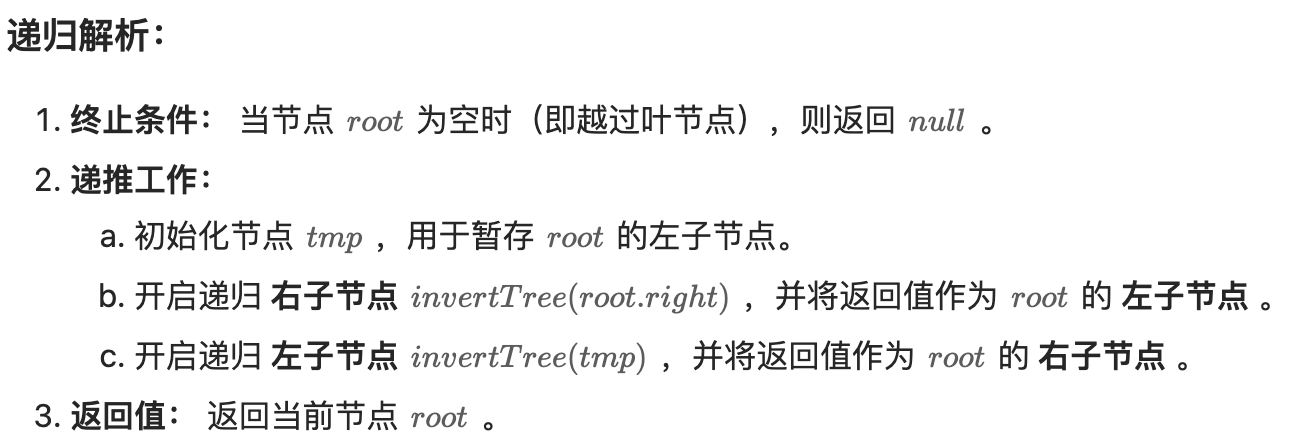 递归解析：
1. 终止条件： 当节点 root 为空时（即越过叶节点），则返回 null 。
2. 递推工作：
a. 初始化节点 tmp ，用于暂存 root 的左子节点。
b. 开启递归 右子节点 invertTree(root.right) ，并将返回值作为 root 的 左子节点 。
c. 开启递归 左子节点 invertTree(tmp) ，并将返回值作为 root 的 右子节点 。
3. 返回值： 返回当前节点 root 。